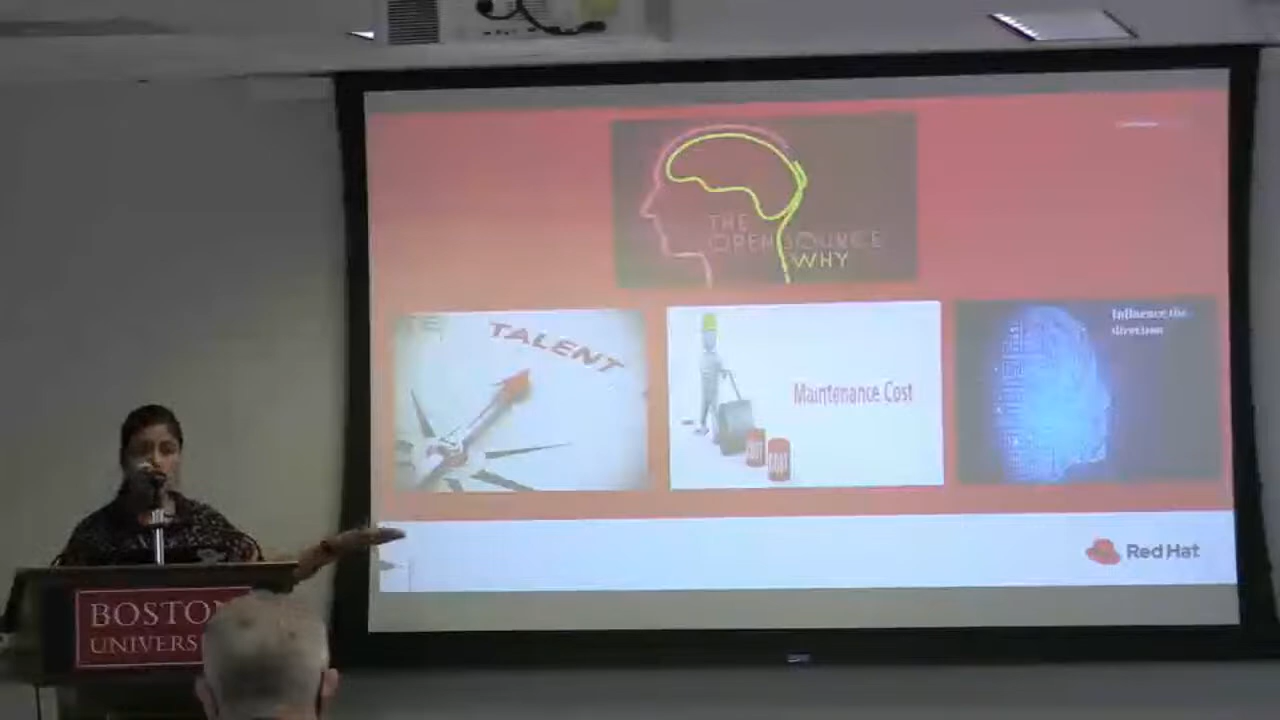 THE
OPEN SOURCE
WHY
TALENT
Maintenance Cost
Influence the
direction
Red Hat
BOSTON
UNIVERS